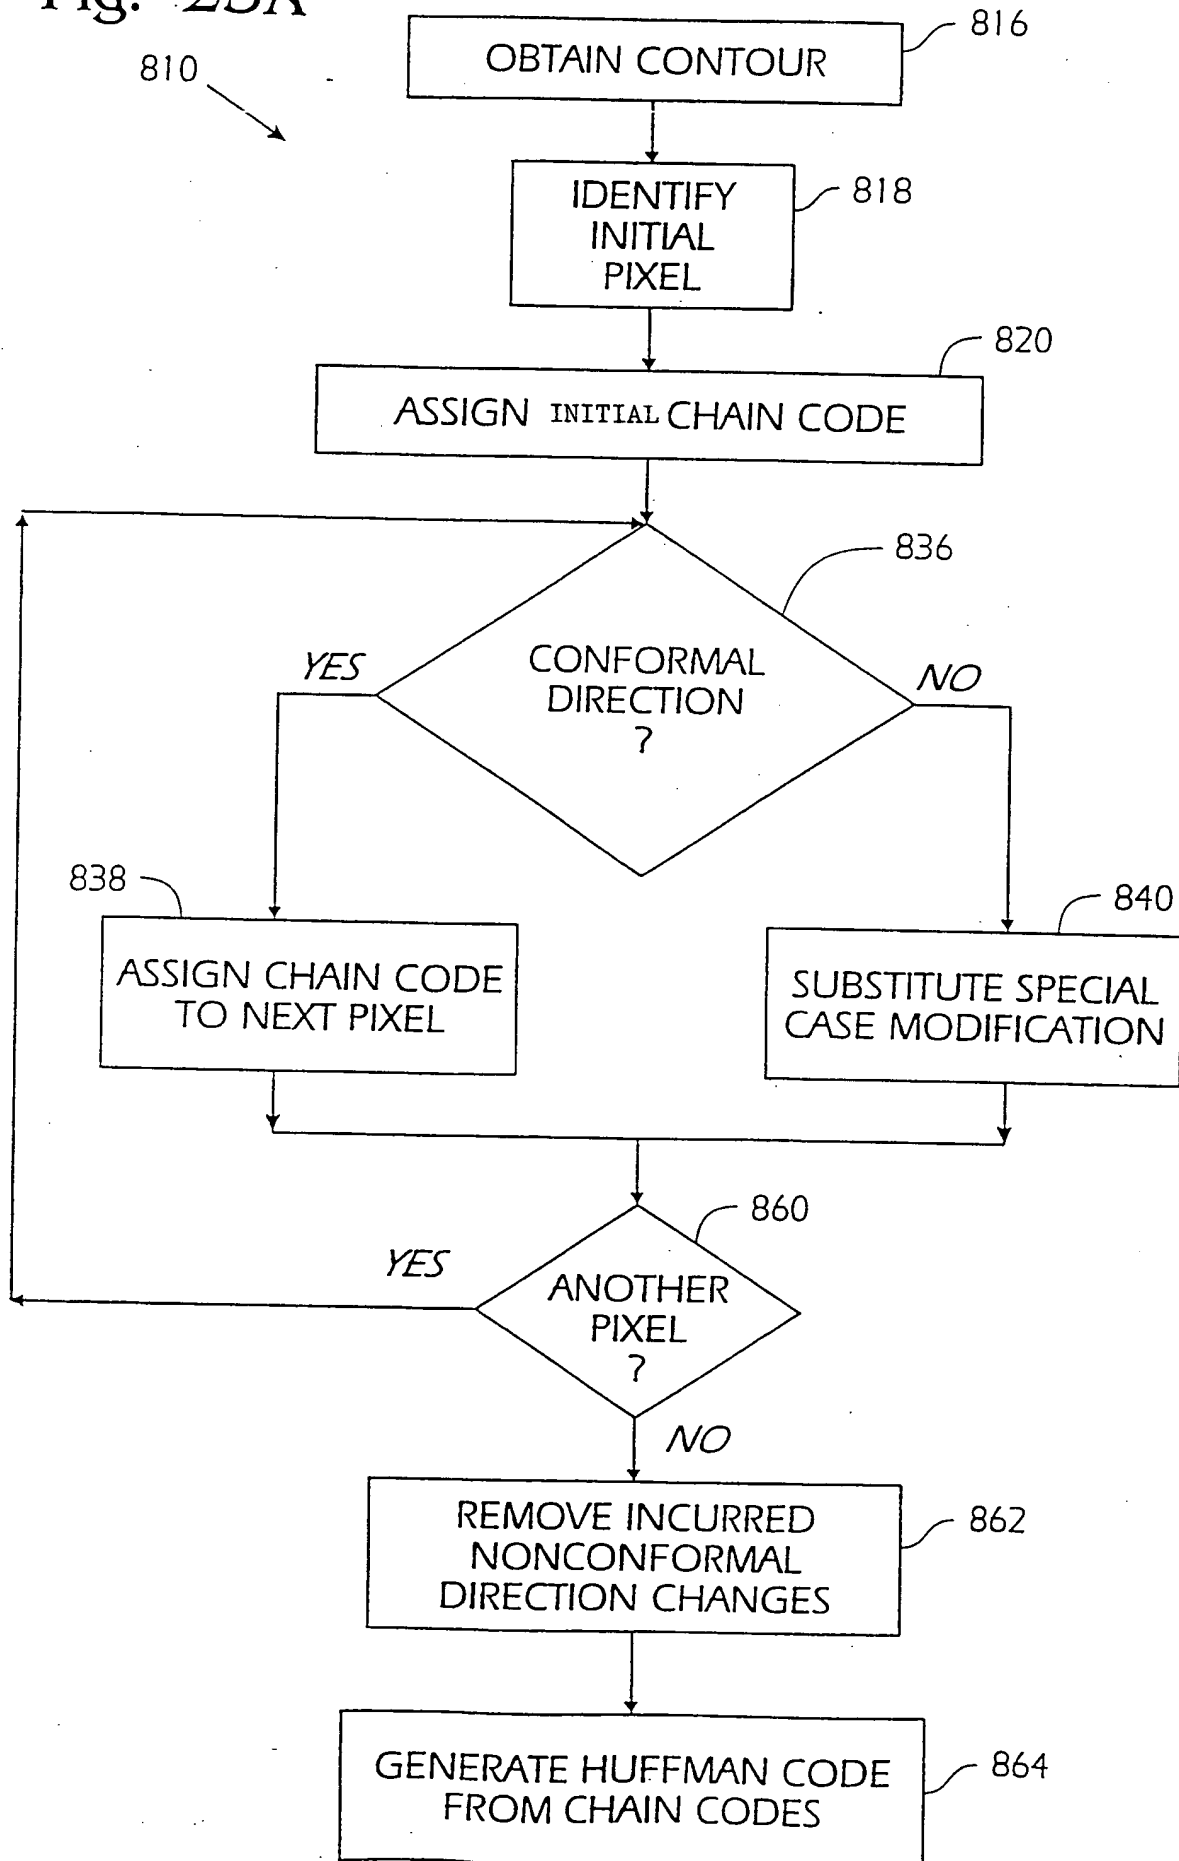 Fig. 23A
810
OBTAIN CONTOUR
816
IDENTIFY
INITIAL
PIXEL
818
820
ASSIGN INITIAL CHAIN CODE
836
CONFORMAL
DIRECTION
?
YES
NO
838
ASSIGN CHAIN CODE
TO NEXT PIXEL
840
SUBSTITUTE SPECIAL
CASE MODIFICATION
860
YES
ANOTHER
PIXEL
?
NO
REMOVE INCURRED
NONCONFORMAL
DIRECTION CHANGES
862
GENERATE HUFFMAN CODE
FROM CHAIN CODES
864